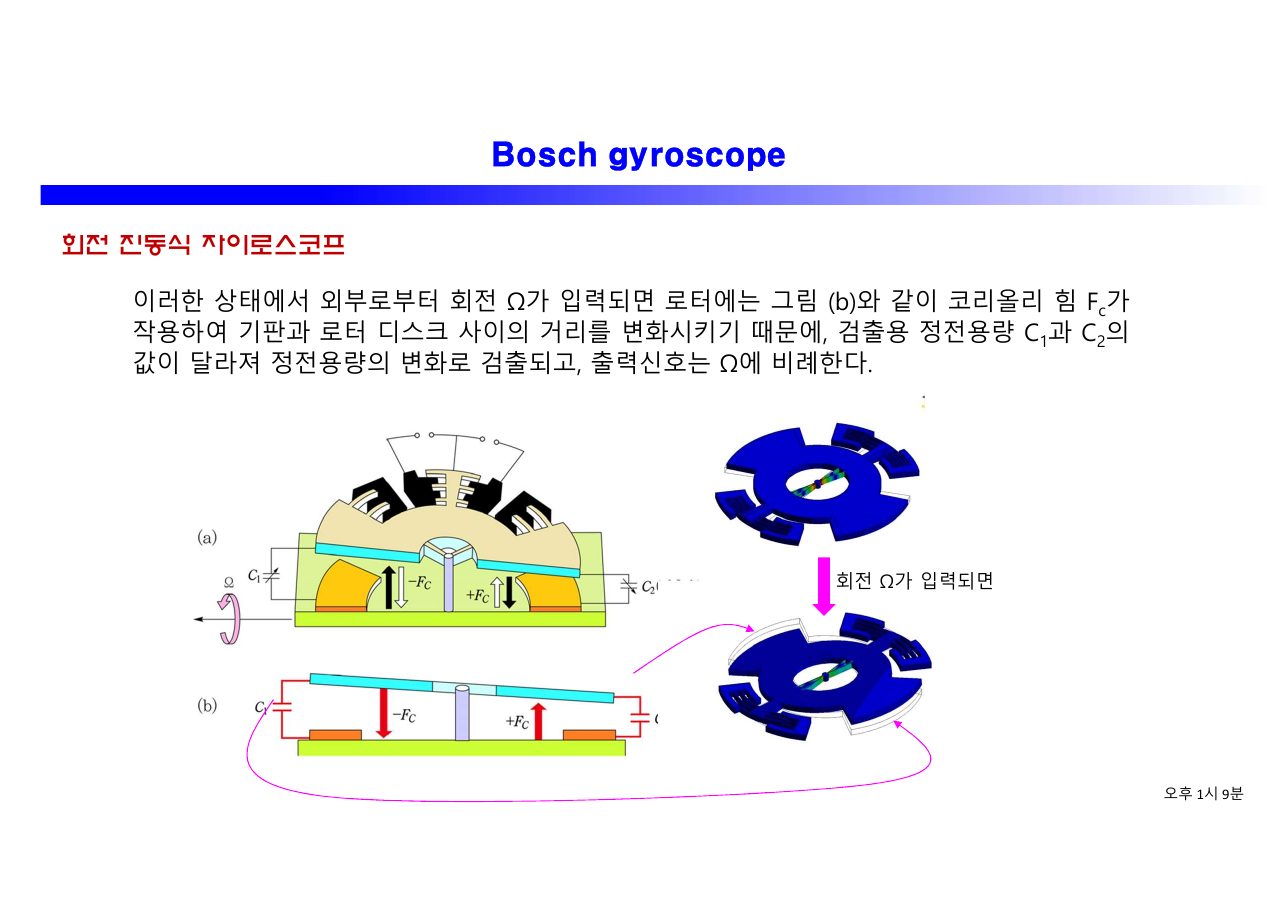 Bosch gyroscope
회전 진동식 자이로스코프
이러한 상태에서 외부로부터 회전 Ω가 입력되면 로터에는 그림 (b)와 같이 코리올리 힘 Fc가
작용하여 기판과 로터 디스크 사이의 거리를 변화시키기 때문에, 검출용 정전용량 C1과 C2의
값이 달라져 정전용량의 변화로 검출되고, 출력신호는 Ω에 비례한다.
(a)
C1
Ω
−FC
+FC
C2
회전 Ω가 입력되면
(b)
C1
−FC
+FC
오후 1시 9분